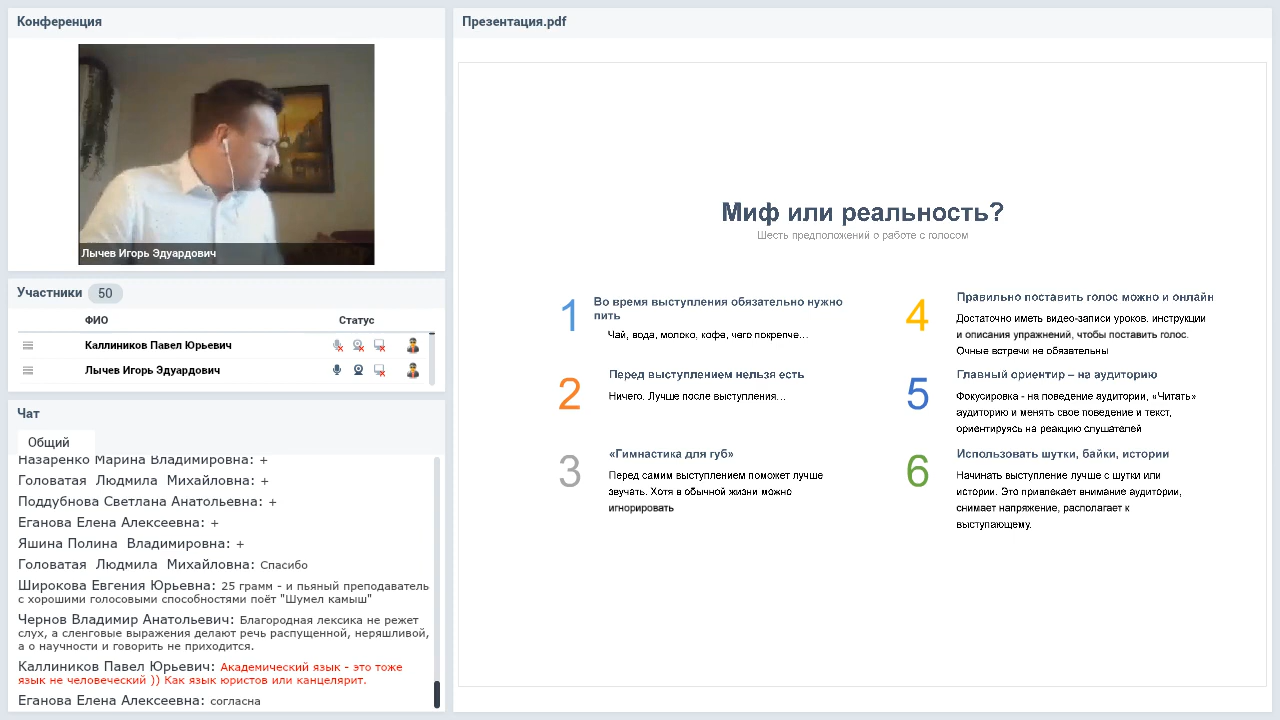 Конференция
Лычев Игорь Эдуардович
Участники 50
ФИО Статус
Каллиников Павел Юрьевич
Лычев Игорь Эдуардович
Чат
Общий
Назаренко Марина Владимировна: +
Головатая Людмила Михайловна: +
Поддубнова Светлана Анатольевна: +
Еганова Елена Алексеевна: +
Яшина Полина Владимировна: +
Головатая Людмила Михайловна: Спасибо
Широкова Евгения Юрьевна: 25 грамм - и пьяный преподаватель
с хорошими голосовыми способностями поёт "Шумел камыш"
Чернов Владимир Анатольевич: Благородная лексика не режет
слух, а сленговые выражения делают речь распущенной, неряшливой,
а о научности и говорить не приходится.
Каллиников Павел Юрьевич: Академический язык - это тоже
язык не человеческий )) Как язык юристов или канцелярит.
Еганова Елена Алексеевна: согласна
Презентация.pdf
Миф или реальность?
Шесть предположений о работе с голосом
1
Во время выступления обязательно нужно
пить
Чай, вода, молоко, кофа, чего покрепче...
2
Перед выступлением нельзя есть
Ничего. Лучше после выступления...
3
«Гимнастика для губ»
Перед самим выступлением поможет лучше
звучать. Хотя в обычной жизни можно
игнорировать
4
Правильно поставить голос можно и онлайн
Достаточно иметь видео-записи уроков, инструкции
и описания упражнений, чтобы поставить голос.
Очные встречи не обязательны
5
Главный ориентир – на аудиторию
Фокусировка - на поведение аудитории, «Читать»
аудиторию и менять свое поведение и текст,
ориентируясь на реакцию слушателей
6
Использовать шутки, байки, истории
Начинать выступление лучше с шутки или
истории. Это привлекает внимание аудитории,
снимает напряжение, располагает к
выступающему.